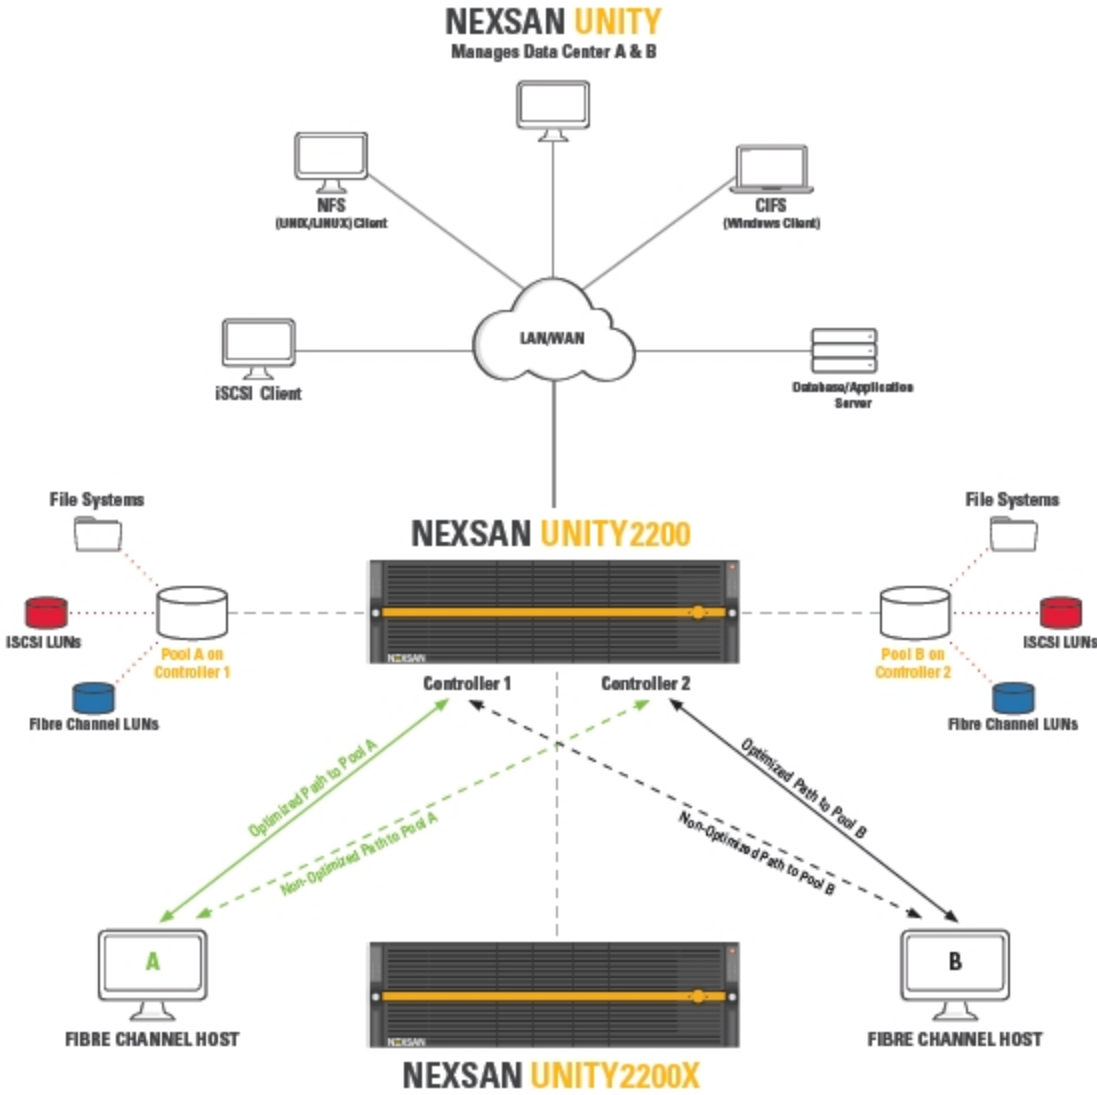 NEXSAN UNITY
Manages Data Center A & B
NFS
(UNIX/LINUX) Client
CIFS
(Windows Client)
LAN/WAN
iSCSI Client
Database/Application
Server
File Systems
File Systems
NEXSAN UNITY2200
NEXSAN
iSCSI LUNs
iSCSI LUNs
Pool A on
Controller 1
Pool B on
Controller 2
Fibre Channel LUNs
Fibre Channel LUNs
Controller 1
Controller 2
Optimized Path to Pool A
Non-Optimized Path to Pool A
Optimized Path to Pool B
Non-Optimized Path to Pool B
A
B
FIBRE CHANNEL HOST
FIBRE CHANNEL HOST
NEXSAN
NEXSAN UNITY2200X